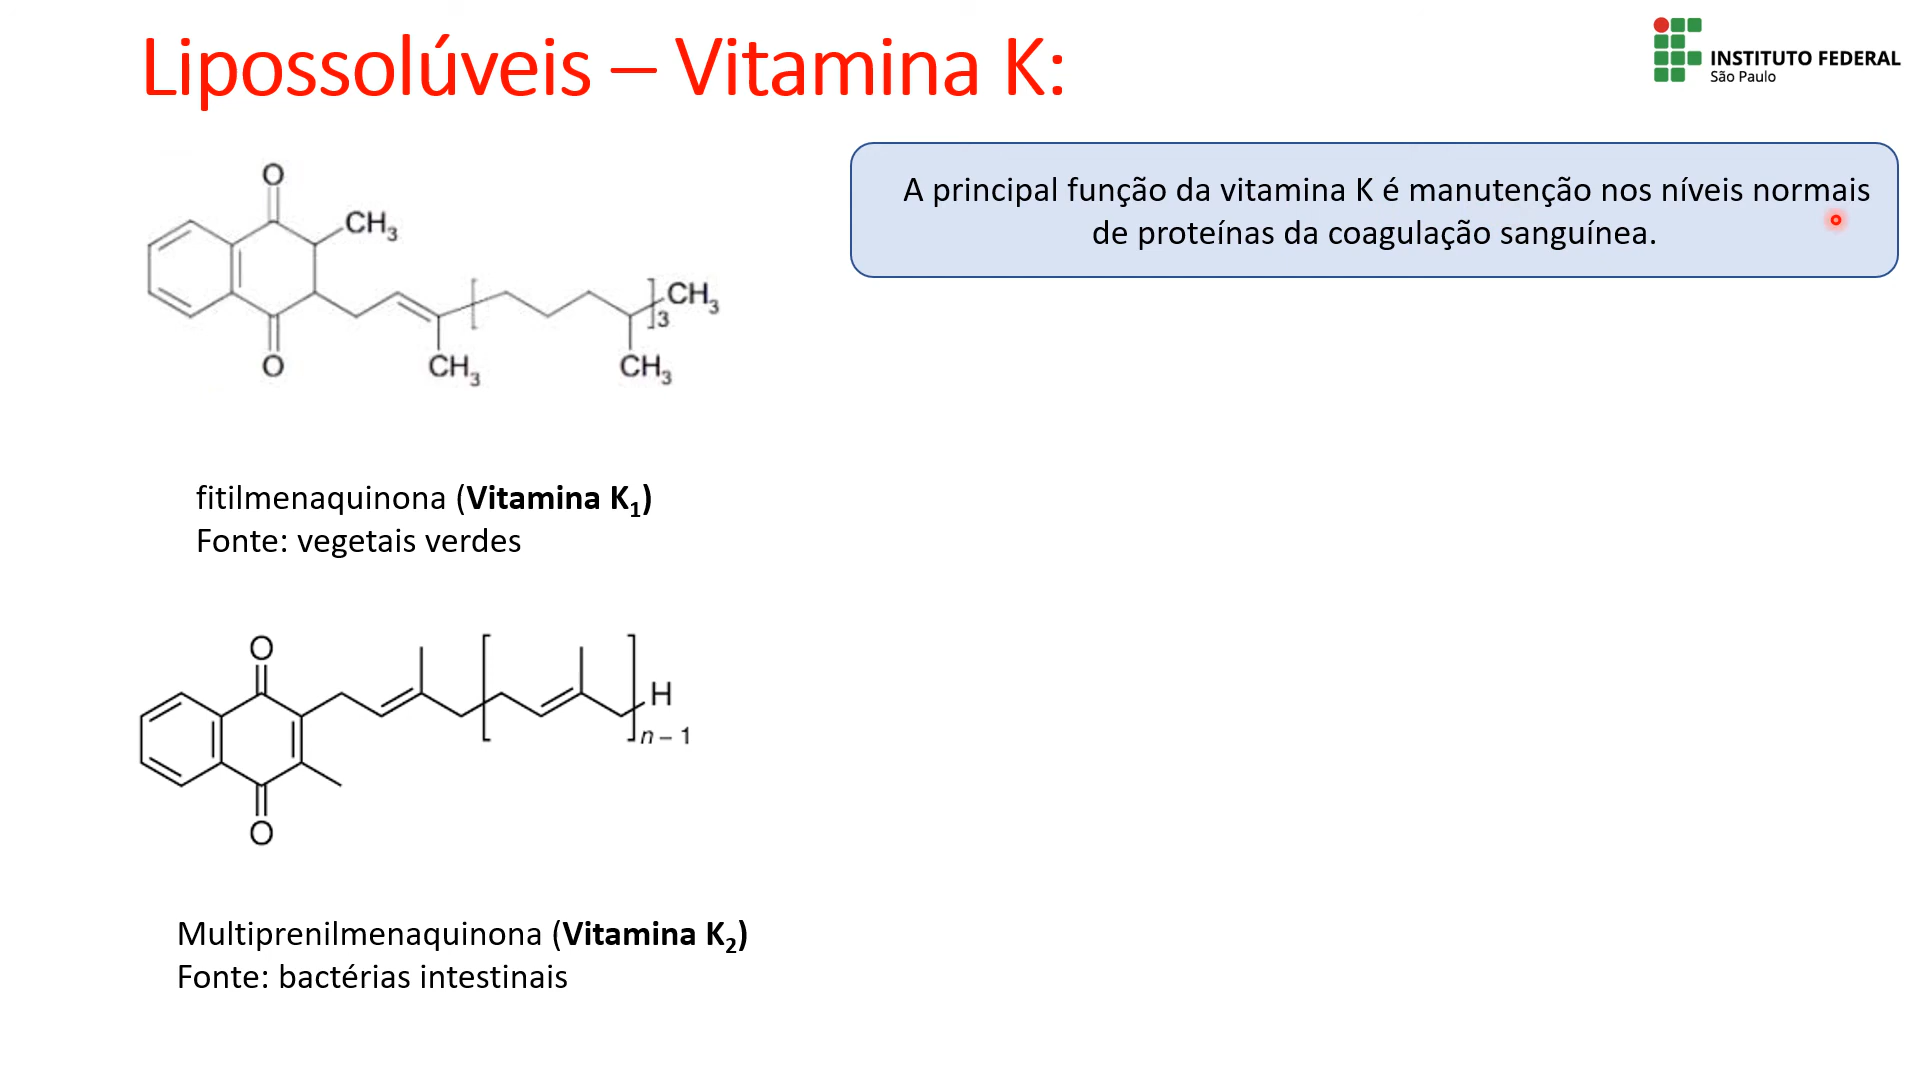 Lipossolúveis – Vitamina K:
INSTITUTO FEDERAL
São Paulo
A principal função da vitamina K é manutenção nos níveis normais
de proteínas da coagulação sanguínea.
O
CH3
CH3
3
O
CH3
CH3
fitilmenaquinona (Vitamina K1)
Fonte: vegetais verdes
O
H
n – 1
O
Multiprenilmenaquinona (Vitamina K2)
Fonte: bactérias intestinais